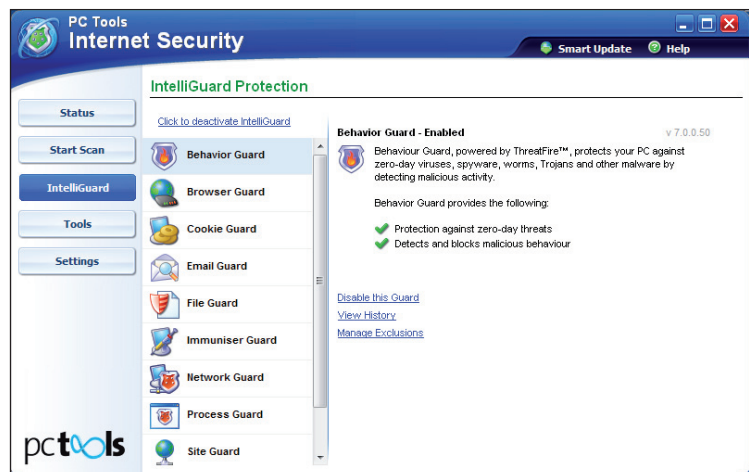 PC Tools
Internet Security
Smart Update
Help
Status
Start Scan
IntelliGuard
Tools
Settings
IntelliGuard Protection
Click to deactivate IntelliGuard
Behavior Guard
Browser Guard
Cookie Guard
Email Guard
File Guard
Immuniser Guard
Network Guard
Process Guard
Site Guard
Behavior Guard - Enabled
v 7.0.0.50
Behaviour Guard, powered by ThreatFire™, protects your PC against
zero-day viruses, spyware, worms, Trojans and other malware by
detecting malicious activity.
Behavior Guard provides the following:
Protection against zero-day threats
Detects and blocks malicious behaviour
Disable this Guard
View History
Manage Exclusions
pctools